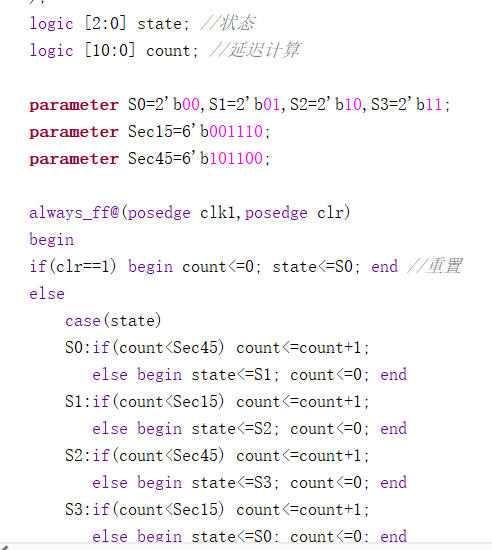 );
logic [2:0] state; //状态
logic [10:0] count; //延迟计算
parameter S0=2'b00,S1=2'b01,S2=2'b10,S3=2'b11;
parameter Sec15=6'b001110;
parameter Sec45=6'b101100;
always_ff@(posedge clk1,posedge clr)
begin
if(clr==1) begin count<=0; state<=S0; end //重置
else
case(state)
S0:if(count<Sec45) count<=count+1;
else begin state<=S1; count<=0; end
S1:if(count<Sec15) count<=count+1;
else begin state<=S2; count<=0; end
S2:if(count<Sec45) count<=count+1;
else begin state<=S3; count<=0; end
S3:if(count<Sec15) count<=count+1;
else begin state<=S0; count<=0; end